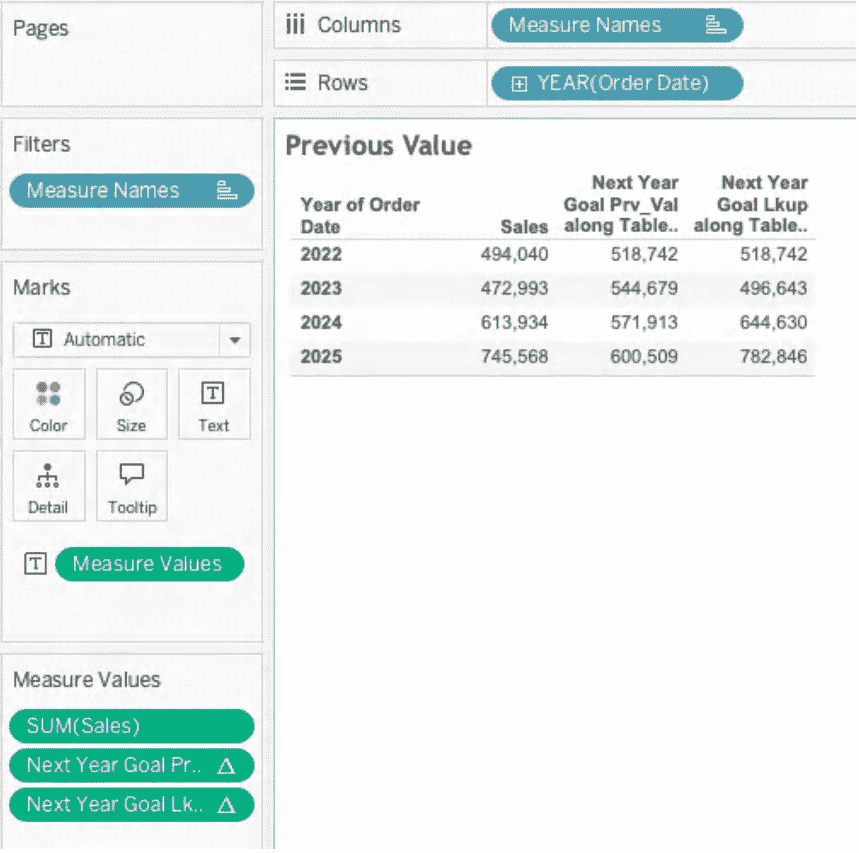 Pages
Columns
Measure Names
Rows
YEAR(Order Date)
Filters
Measure Names
Marks
T Automatic
Color
Size
T
Text
Detail
Tooltip
T Measure Values
Measure Values
SUM(Sales)
Next Year Goal Pr..
Next Year Goal Lk..
Previous Value
Next Year Next Year
Year of Order Goal Prv_Val Goal Lkup
Date Sales along Table.. along Table..
2022 494,040 518,742 518,742
2023 472,993 544,679 496,643
2024 613,934 571,913 644,630
2025 745,568 600,509 782,846